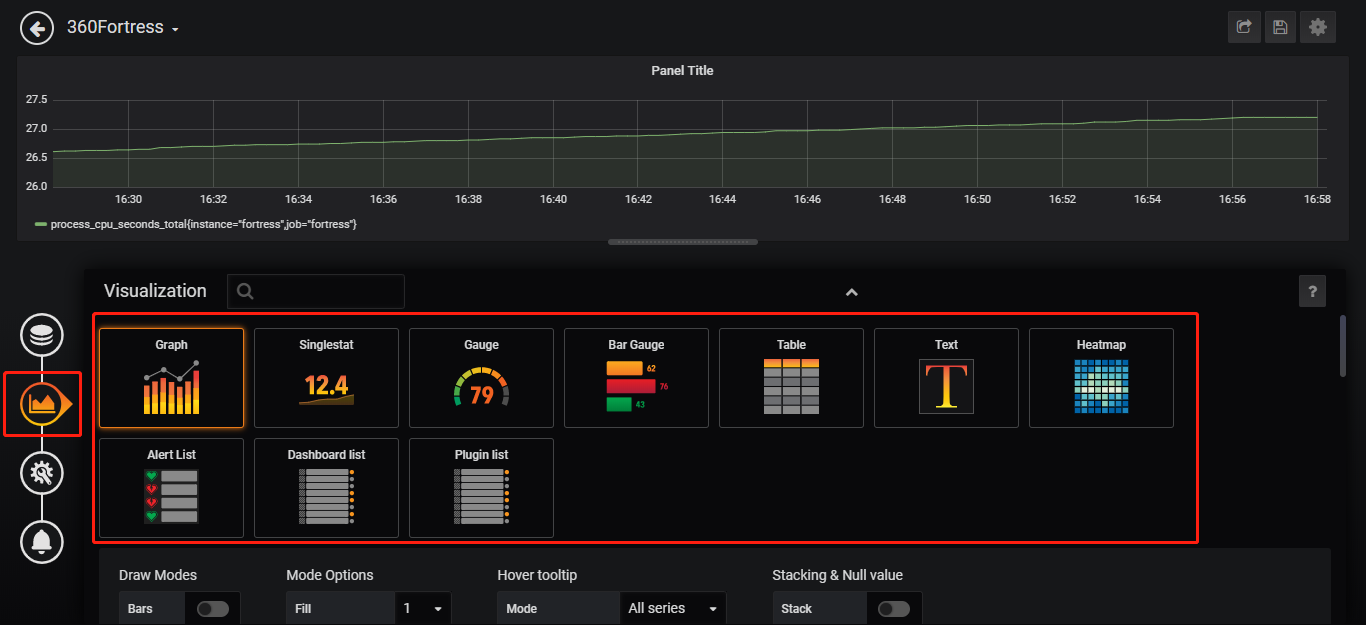 360Fortress
Panel Title
27.5
27.0
26.5
26.0
16:30 16:32 16:34 16:36 16:38 16:40 16:42 16:44 16:46 16:48 16:50 16:52 16:54 16:56 16:58
process_cpu_seconds_total{instance="fortress",job="fortress"}
Visualization
?
Graph Singlestat Gauge Bar Gauge Table Text Heatmap
12.4 79 62 76 43 T
Alert List Dashboard list Plugin list
Draw Modes Mode Options Hover tooltip Stacking & Null value
Bars Fill 1 Mode All series Stack